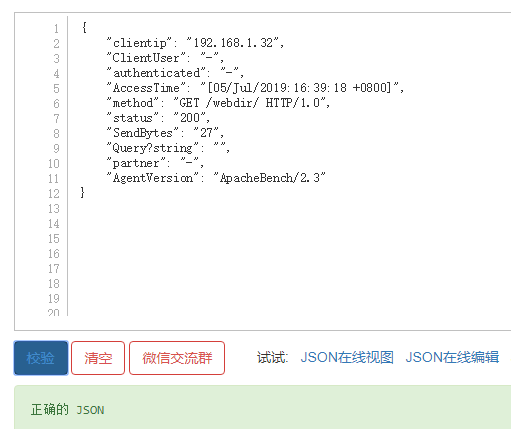 1 {
2 "clientip": "192.168.1.32",
3 "ClientUser": "-",
4 "authenticated": "-",
5 "AccessTime": "[05/Jul/2019:16:39:18 +0800]",
6 "method": "GET /webdir/ HTTP/1.0",
7 "status": "200",
8 "SendBytes": "27",
9 "Query?string": "",
10 "partner": "-",
11 "AgentVersion": "ApacheBench/2.3"
12 }
13
14
15
16
17
18
19
20
校验 清空 微信交流群 试试: JSON在线视图 JSON在线编辑
正确的 JSON